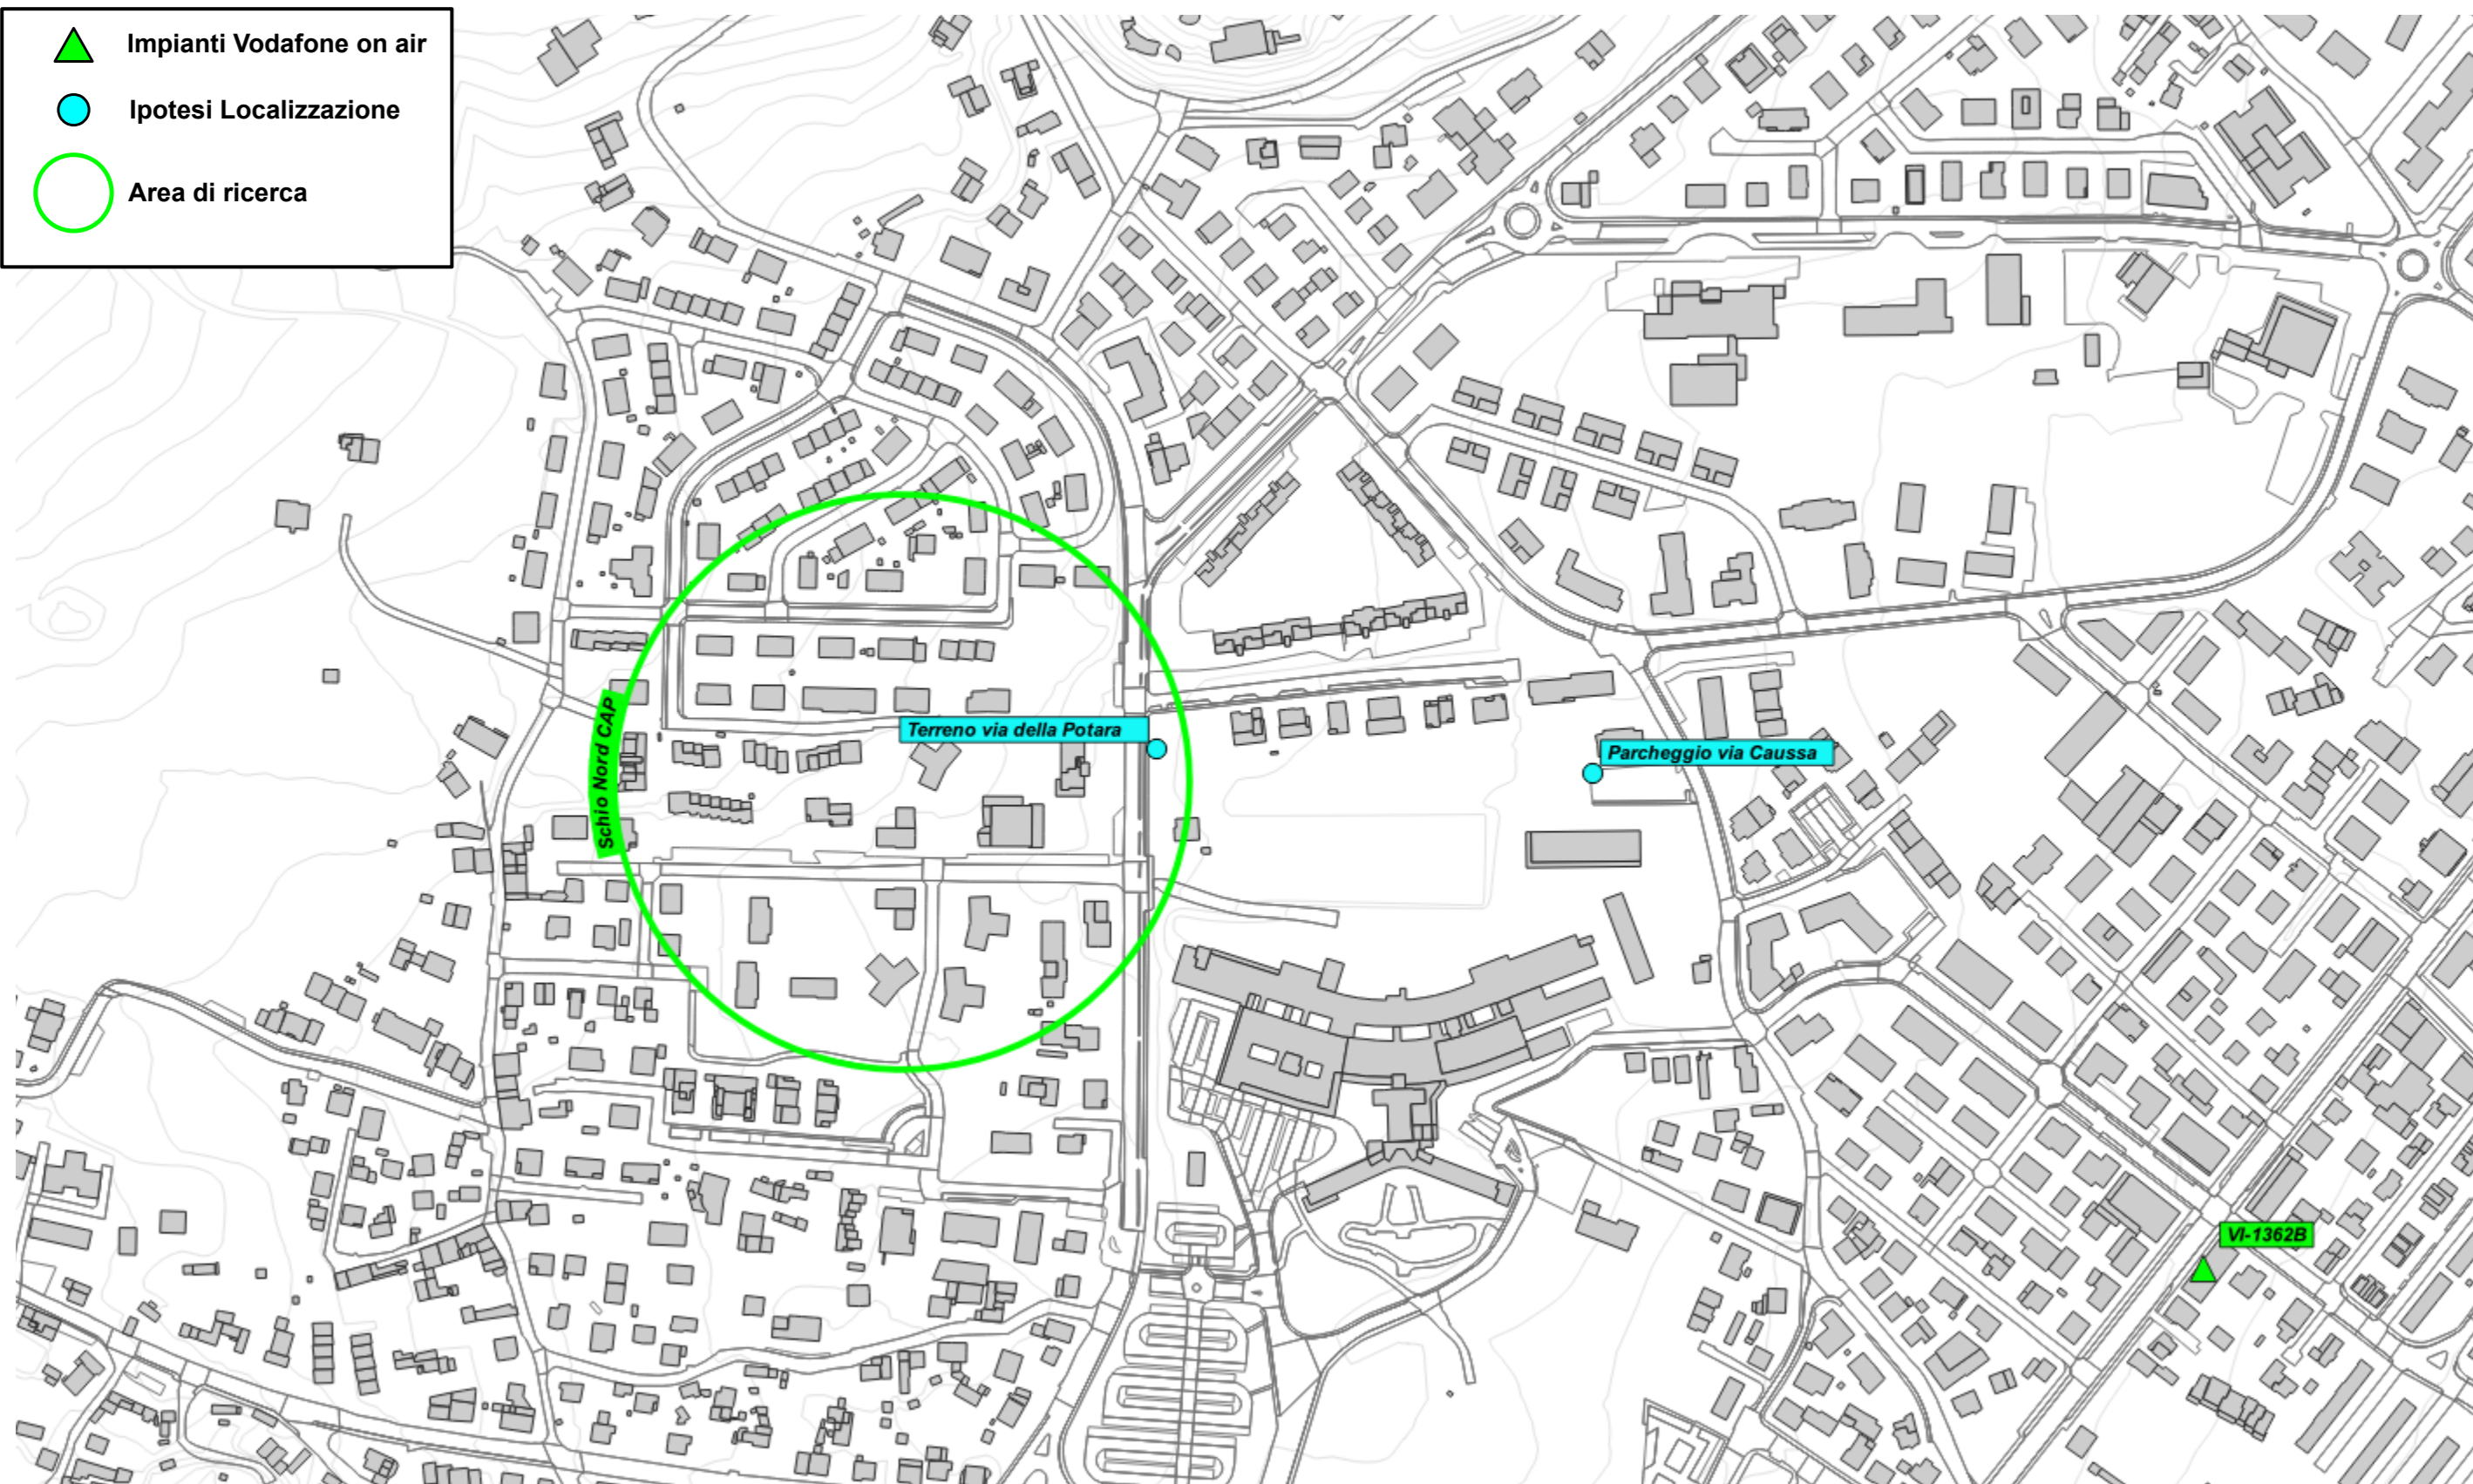 Impianti Vodafone on air
Ipotesi Localizzazione
Area di ricerca
Schio Nord CAP
Terreno via della Potara
Parcheggio via Caussa
VI-1362B